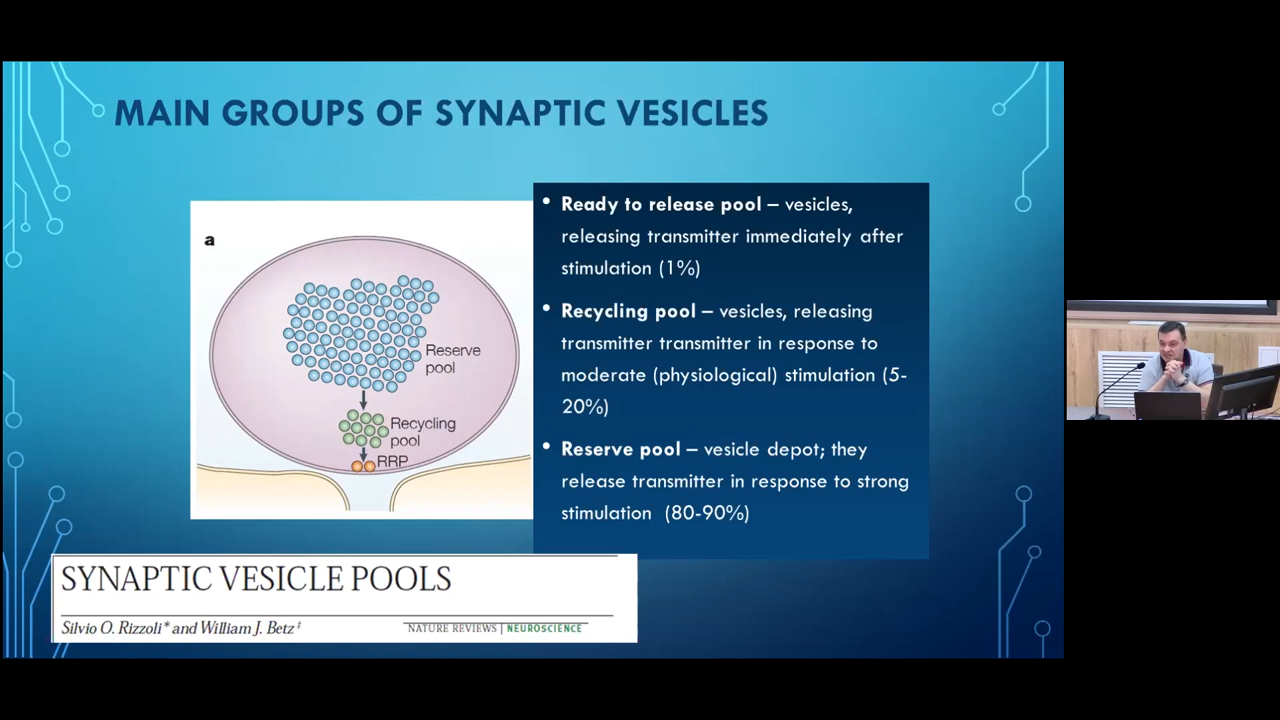 MAIN GROUPS OF SYNAPTIC VESICLES
a
Reserve
pool
Recycling
pool
RRP
• Ready to release pool – vesicles,
releasing transmitter immediately after
stimulation (1%)
• Recycling pool – vesicles, releasing
transmitter transmitter in response to
moderate (physiological) stimulation (5-
20%)
• Reserve pool – vesicle depot; they
release transmitter in response to strong
stimulation (80-90%)
SYNAPTIC VESICLE POOLS
Silvio O. Rizzoli* and William J. Betz‡
NATURE REVIEWS | NEUROSCIENCE